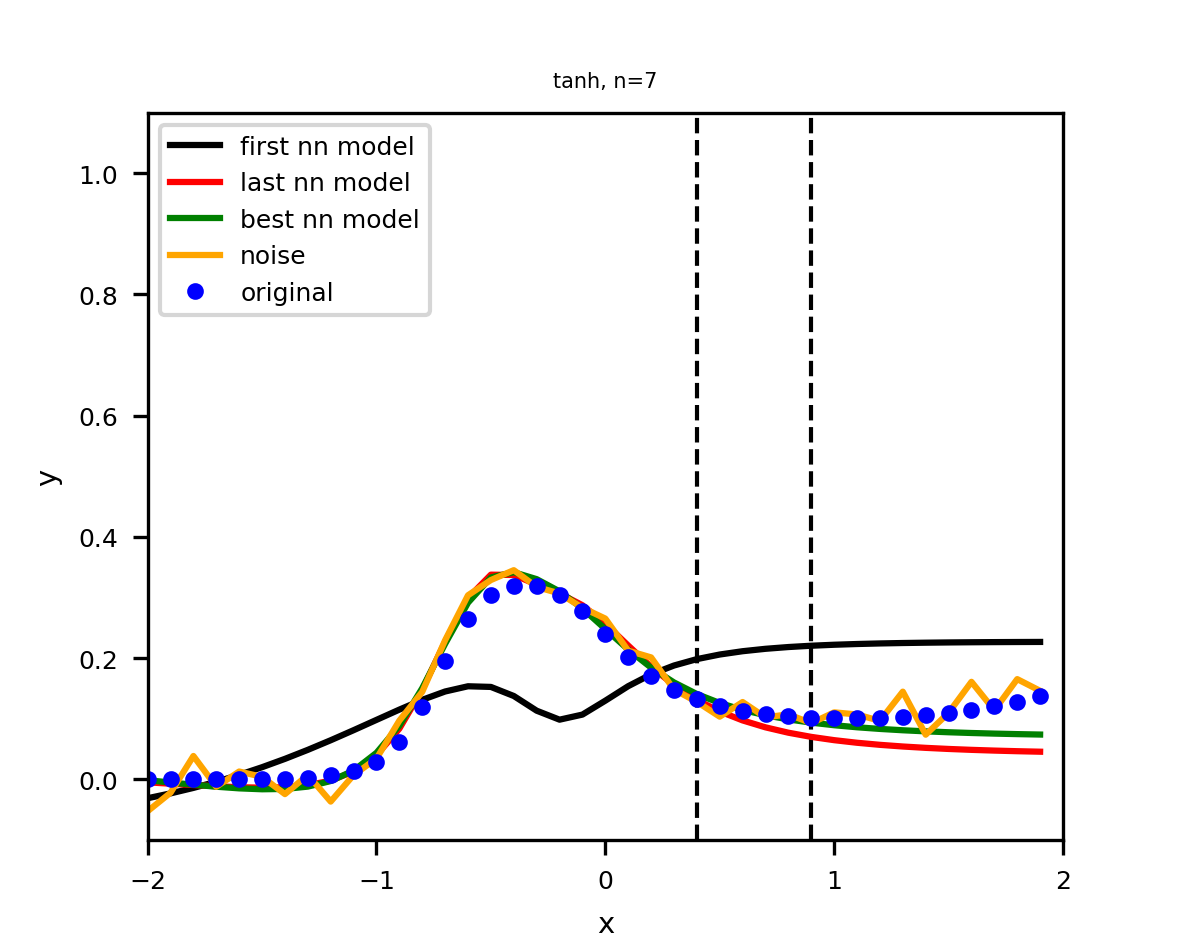 tanh, n=7
first nn model
last nn model
best nn model
noise
original
y
1.0
0.8
0.6
0.4
0.2
0.0
−2
−1
0
1
2
x